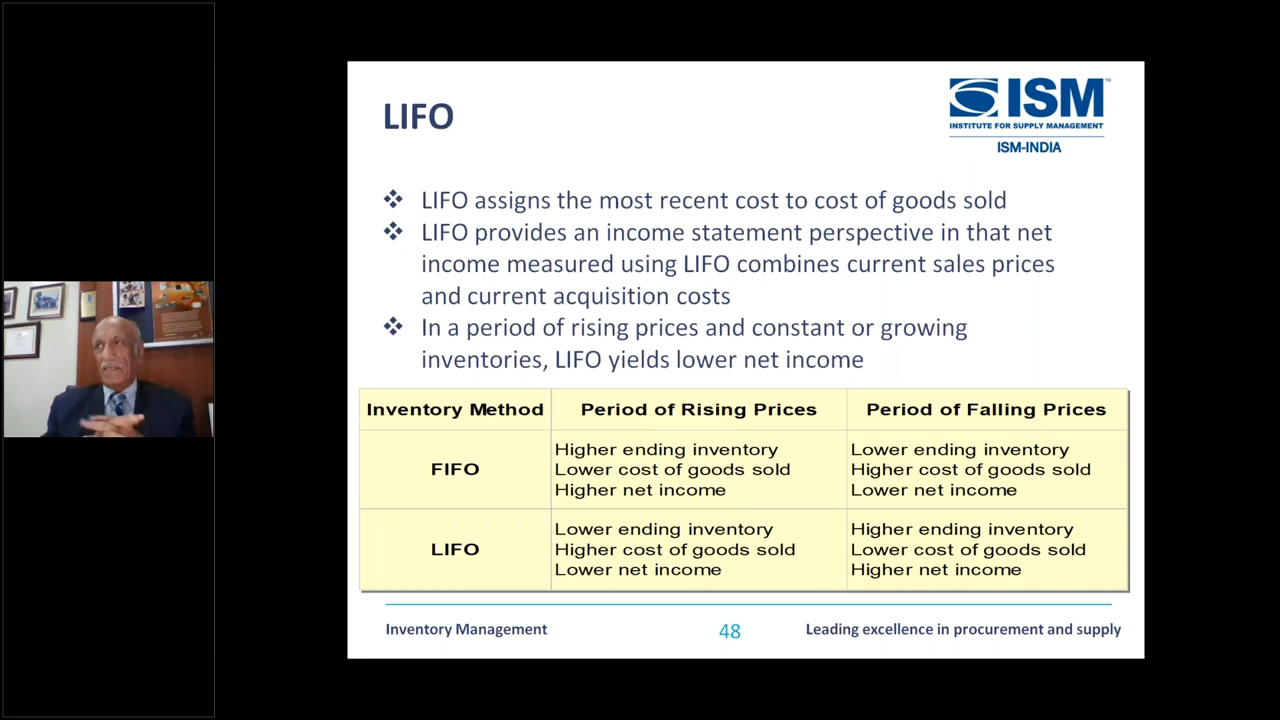 LIFO
ISM™
INSTITUTE FOR SUPPLY MANAGEMENT
ISM-INDIA
❖ LIFO assigns the most recent cost to cost of goods sold
❖ LIFO provides an income statement perspective in that net
income measured using LIFO combines current sales prices
and current acquisition costs
❖ In a period of rising prices and constant or growing
inventories, LIFO yields lower net income
Inventory Method Period of Rising Prices Period of Falling Prices
FIFO
Higher ending inventory
Lower cost of goods sold
Higher net income
Lower ending inventory
Higher cost of goods sold
Lower net income
LIFO
Lower ending inventory
Higher cost of goods sold
Lower net income
Higher ending inventory
Lower cost of goods sold
Higher net income
Inventory Management 48 Leading excellence in procurement and supply